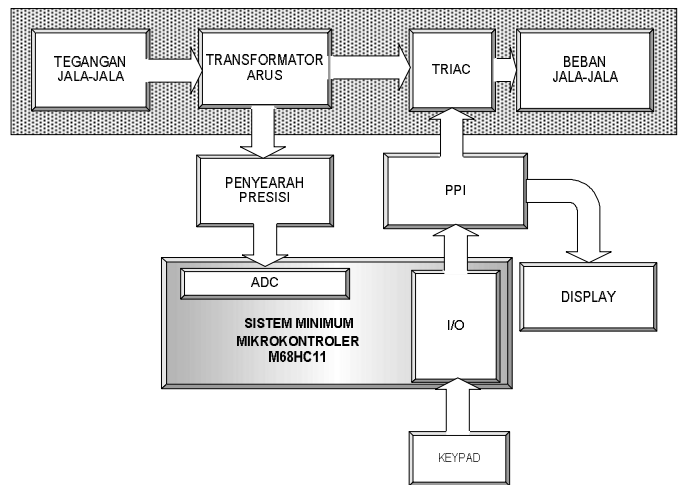 TEGANGAN
JALA-JALA
TRANSFORMATOR
ARUS
TRIAC
BEBAN
JALA-JALA
PENYEARAH
PRESISI
PPI
ADC
SISTEM MINIMUM
MIKROKONTROLER
M68HC11
I/O
DISPLAY
KEYPAD